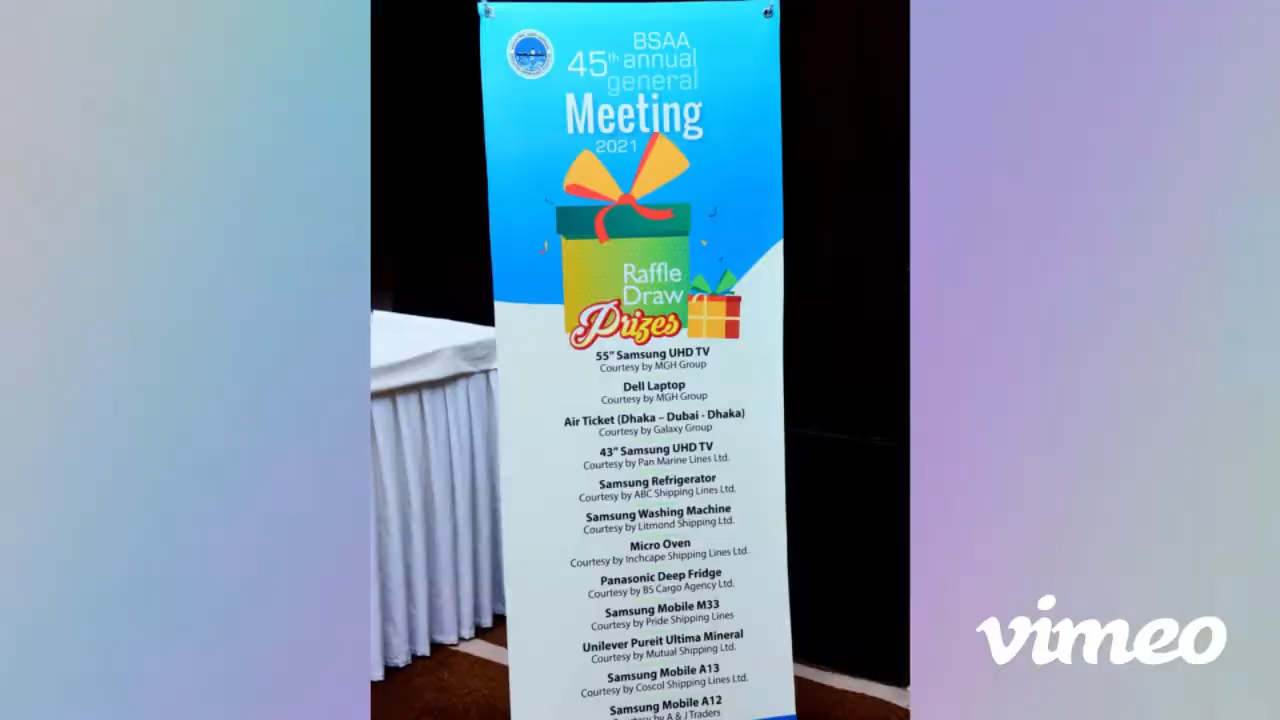 BSAA
45th annual
general
Meeting
2021
Raffle
Draw
Prizes
55" Samsung UHD TV
Courtesy by MGH Group
Dell Laptop
Courtesy by MGH Group
Air Ticket (Dhaka – Dubai - Dhaka)
Courtesy by Galaxy Group
43" Samsung UHD TV
Courtesy by Pan Marine Lines Ltd.
Samsung Refrigerator
Courtesy by ABC Shipping Lines Ltd.
Samsung Washing Machine
Courtesy by Litmond Shipping Ltd.
Micro Oven
Courtesy by Inchcape Shipping Lines Ltd.
Panasonic Deep Fridge
Courtesy by BS Cargo Agency Ltd.
Samsung Mobile M33
Courtesy by Pride Shipping Lines
Unilever Pureit Ultima Mineral
Courtesy by Mutual Shipping Ltd.
Samsung Mobile A13
Courtesy by Coscol Shipping Lines Ltd.
Samsung Mobile A12
Courtesy by A & J Traders
vimeo